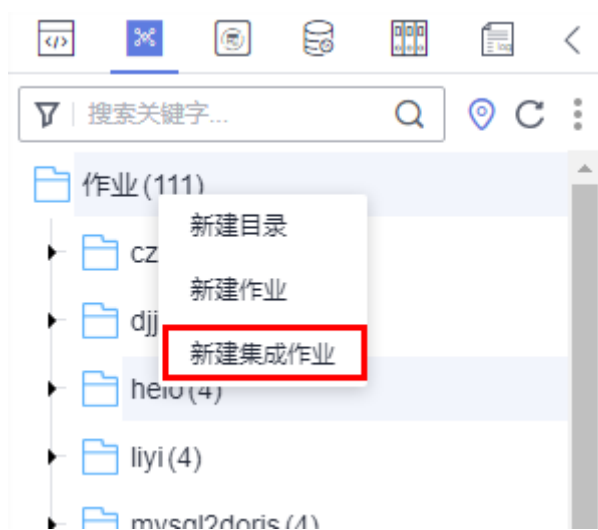 搜索关键字...
作业(111)
新建目录
cz
新建作业
djj
新建集成作业
helo(4)
liyi(4)
mysql2doris(4)